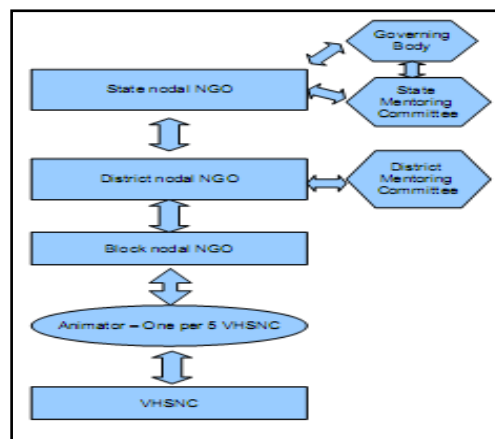 Governing
Body
State nodal NGO
State
Mentoring
Committee
District nodal NGO
District
Mentoring
Committee
Block nodal NGO
Animator – One per 5 VHSNC
VHSNC